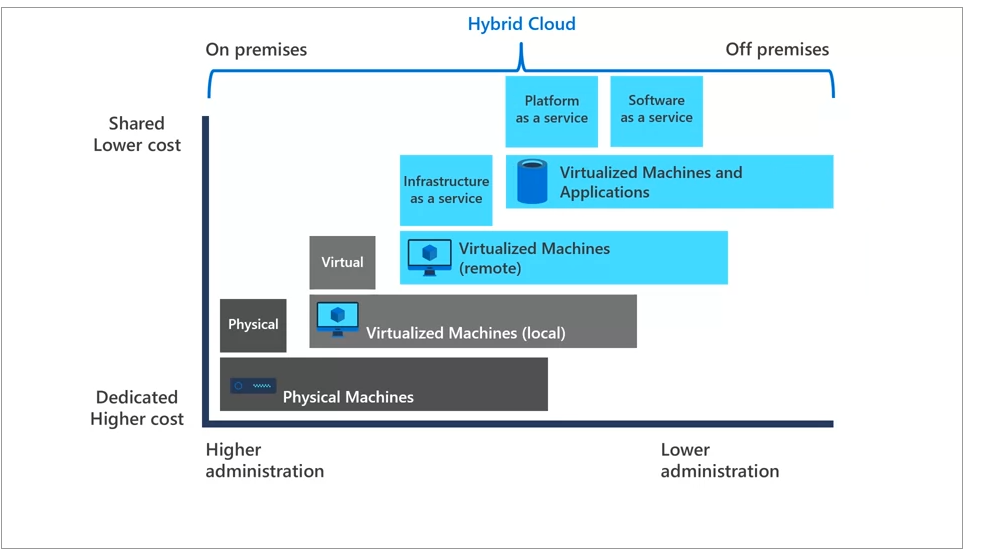 Hybrid Cloud
On premises
Off premises
Platform
as a service
Software
as a service
Shared
Lower cost
Infrastructure
as a service
Virtualized Machines and
Applications
Virtual
Virtualized Machines
(remote)
Physical
Virtualized Machines (local)
Dedicated
Higher cost
Physical Machines
Higher
administration
Lower
administration